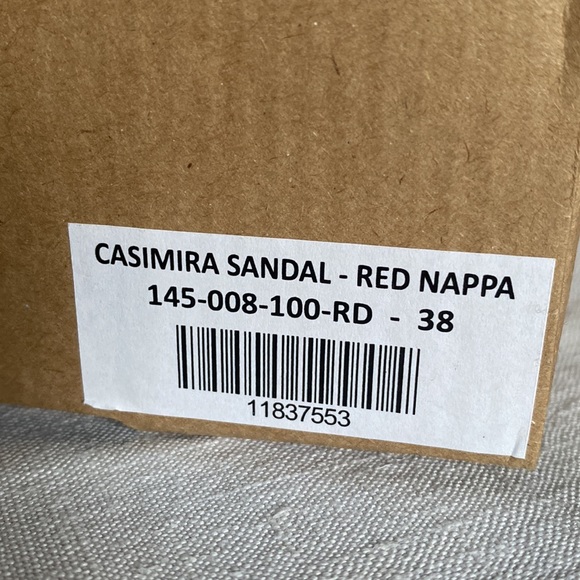 CASIMIRA SANDAL - RED NAPPA
145-008-100-RD - 38
11837553